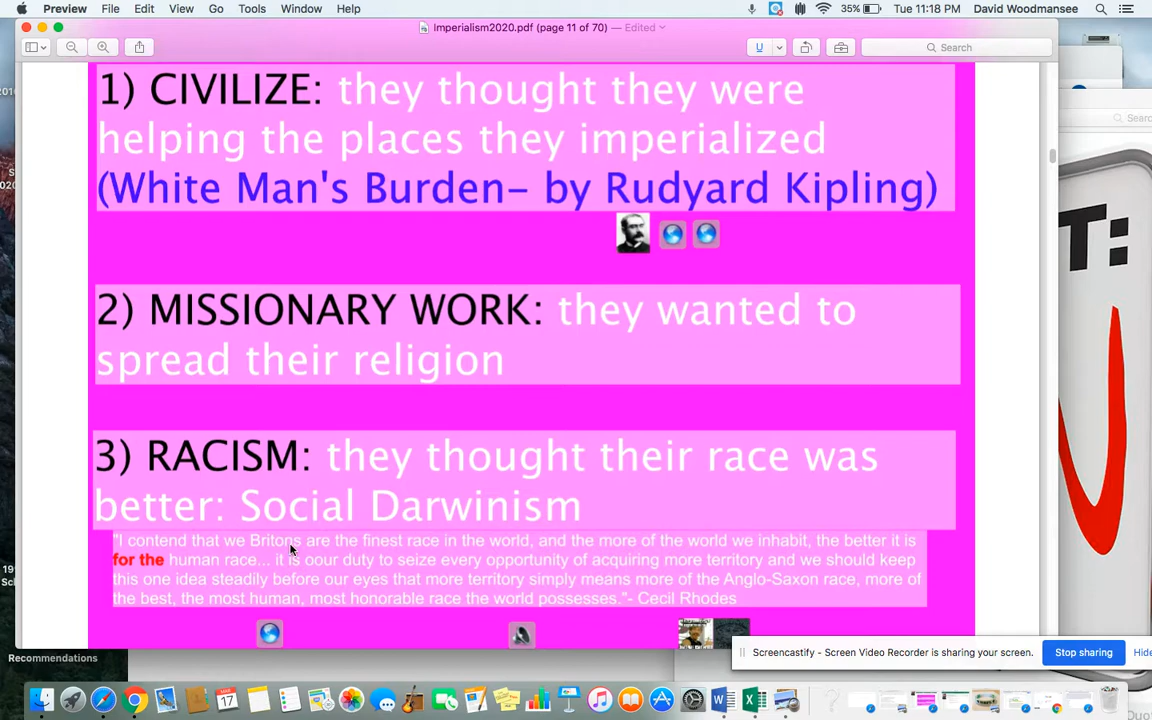 Preview File Edit View Go Tools Window Help 35% Tue 11:18 PM David Woodmansee
Imperialism2020.pdf (page 11 of 70) — Edited
U Search
1) CIVILIZE: they thought they were
helping the places they imperialized
(White Man's Burden- by Rudyard Kipling)
2) MISSIONARY WORK: they wanted to
spread their religion
3) RACISM: they thought their race was
better: Social Darwinism
"I contend that we Britons are the finest race in the world, and the more of the world we inhabit, the better it is
for the human race... it is oour duty to seize every opportunity of acquiring more territory and we should keep
this one idea steadily before our eyes that more territory simply means more of the Anglo-Saxon race, more of
the best, the most human, most honorable race the world possesses."- Cecil Rhodes
T:
Screencastify - Screen Video Recorder is sharing your screen. Stop sharing Hide
Recommendations
17